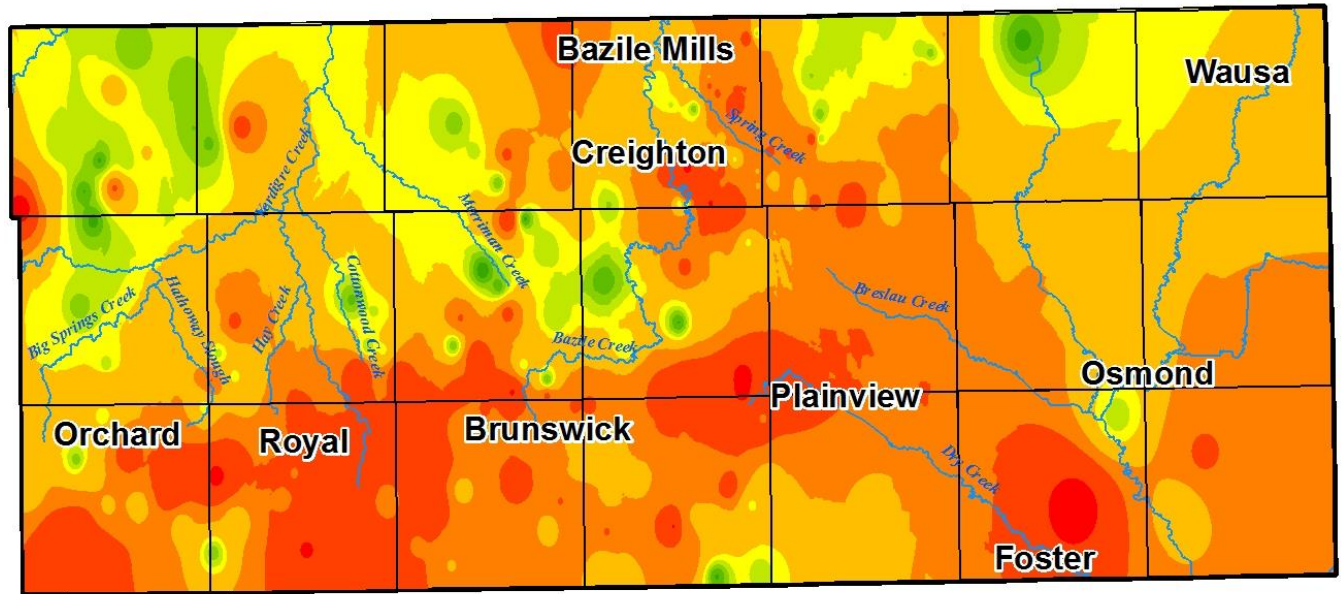 Bazile Mills
Wausa
Spring Creek
Creighton
Verdigre Creek
Merriman Creek
Cottonwood Creek
Hathoway Slough
Big Springs Creek
Hay Creek
Breslau Creek
Bazile Creek
Osmond
Plainview
Orchard
Royal
Brunswick
Dry Creek
Foster